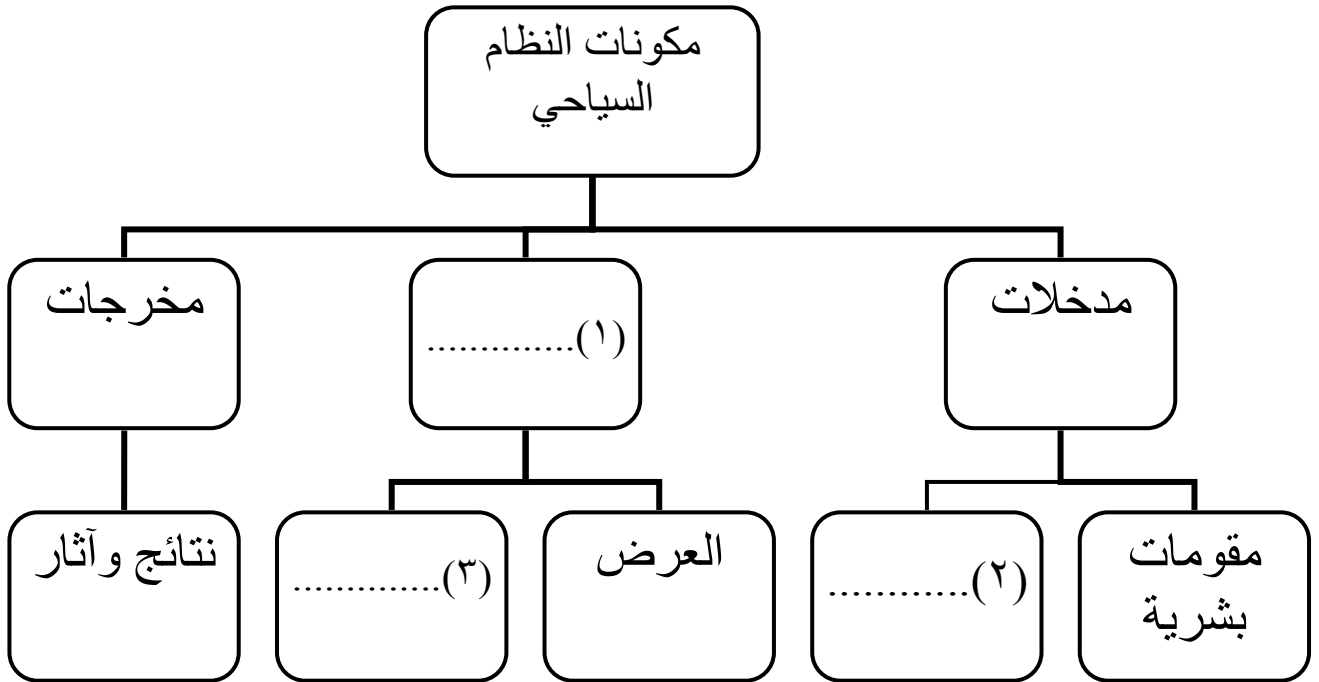 مكونات النظام
السياحي
مدخلات
(١)..............
مخرجات
مقومات
بشرية
(٢).............
العرض
(٣)..............
نتائج وآثار